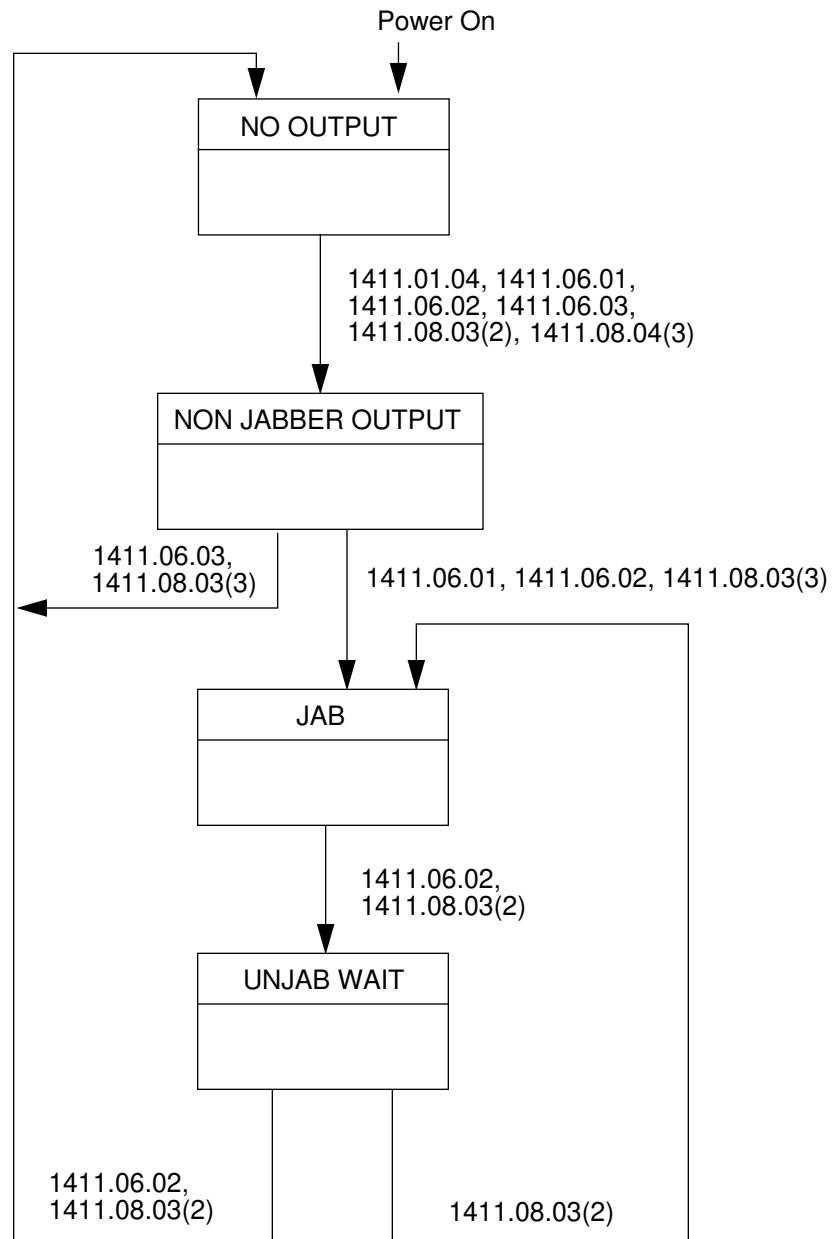 Power On
NO OUTPUT
1411.01.04, 1411.06.01,
1411.06.02, 1411.06.03,
1411.08.03(2), 1411.08.04(3)
NON JABBER OUTPUT
1411.06.03,
1411.08.03(3)
1411.06.01, 1411.06.02, 1411.08.03(3)
JAB
1411.06.02,
1411.08.03(2)
UNJAB WAIT
1411.06.02,
1411.08.03(2)
1411.08.03(2)